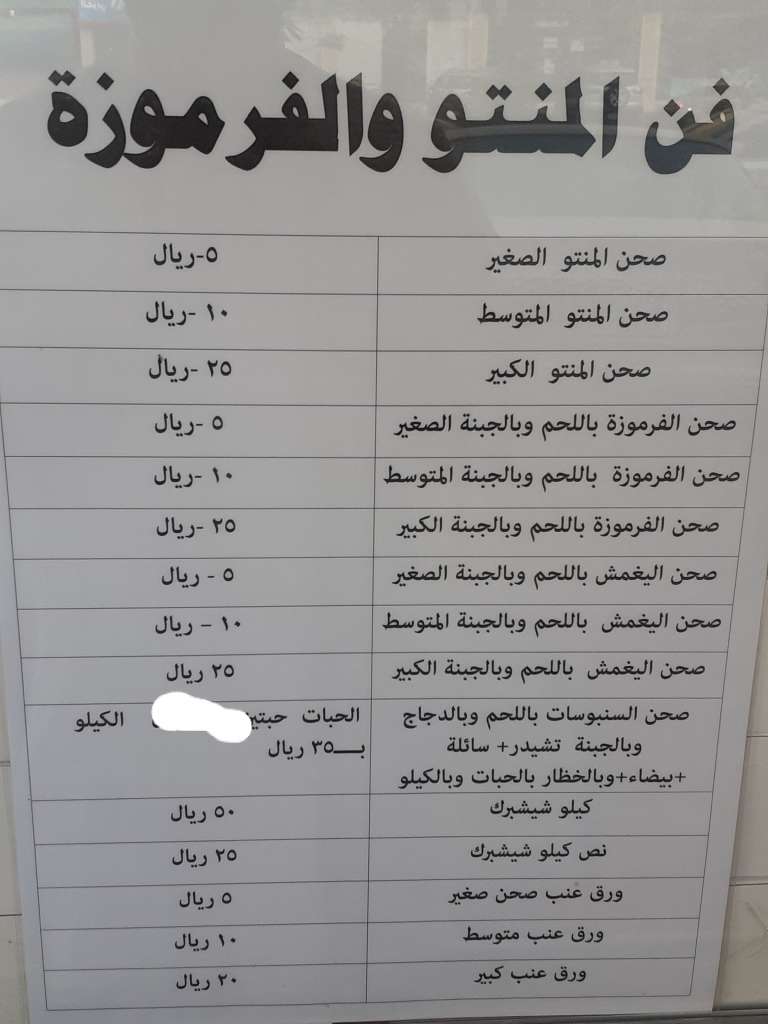 فن المنتو والفرموزة
صحن المنتو الصغير ٥-ريال
صحن المنتو المتوسط ١٠ -ريال
صحن المنتو الكبير ٢٥ -ريال
صحن الفرموزة باللحم وبالجبنة الصغير ٥ -ريال
صحن الفرموزة باللحم وبالجبنة المتوسط ١٠ -ريال
صحن الفرموزة باللحم وبالجبنة الكبير ٢٥ -ريال
صحن اليغمش باللحم وبالجبنة الصغير ٥ - ريال
صحن اليغمش باللحم وبالجبنة المتوسط ١٠ – ريال
صحن اليغمش باللحم وبالجبنة الكبير ٢٥ ريال
صحن السنبوسات باللحم وبالدجاج
وبالجبنة تشيدر+ سائلة
+بيضاء+وبالخظار بالحبات وبالكيلو
الحبات حبتين الكيلو
بـــ٣٥ ريال
كيلو شيشبرك ٥٠ ريال
نص كيلو شيشبرك ٢٥ ريال
ورق عنب صحن صغير ٥ ريال
ورق عنب متوسط ١٠ ريال
ورق عنب كبير ٢٠ ريال